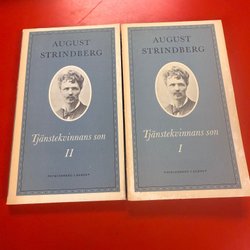 AUGUST
STRINDBERG
Tjänstekvinnans son
II
AUGUST
STRINDBERG
Tjänstekvinnans son
I